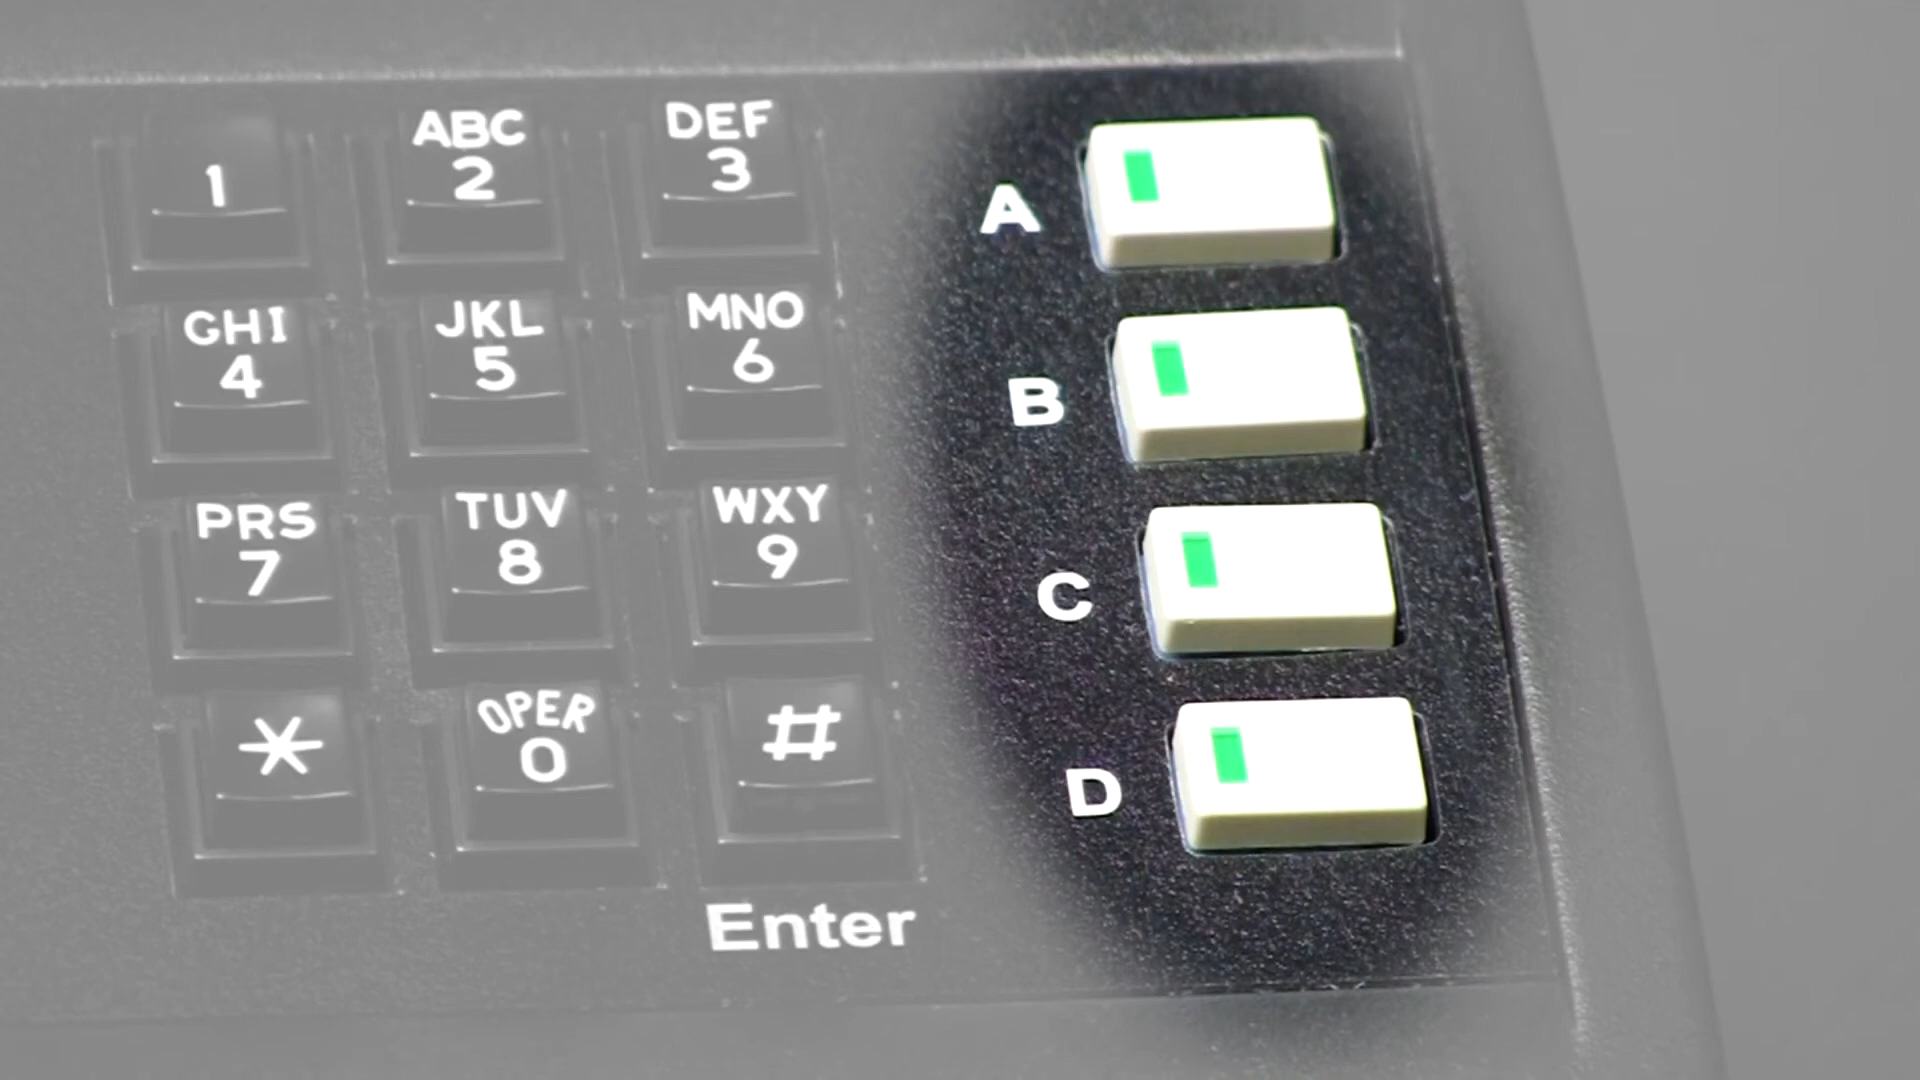 ABC DEF
1 2 3 A
GHI JKL MNO
4 5 6 B
PRS TUV WXY
7 8 9 C
* OPER #
0 D
Enter